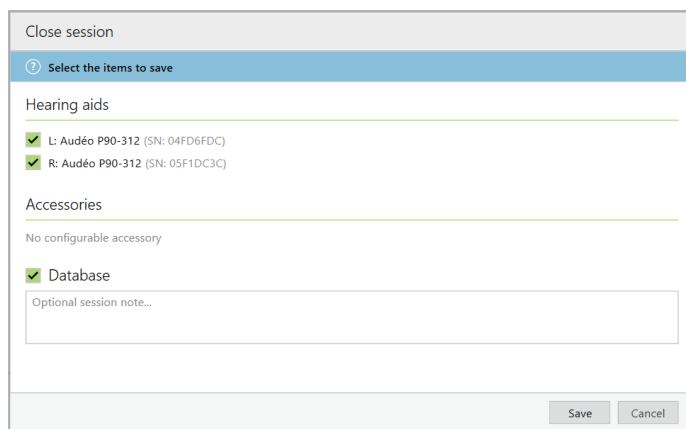 Close session
Select the items to save
Hearing aids
L: Audéo P90-312 (SN: 04FD6FDC)
R: Audéo P90-312 (SN: 05F1DC3C)
Accessories
No configurable accessory
Database
Optional session note...
Save Cancel